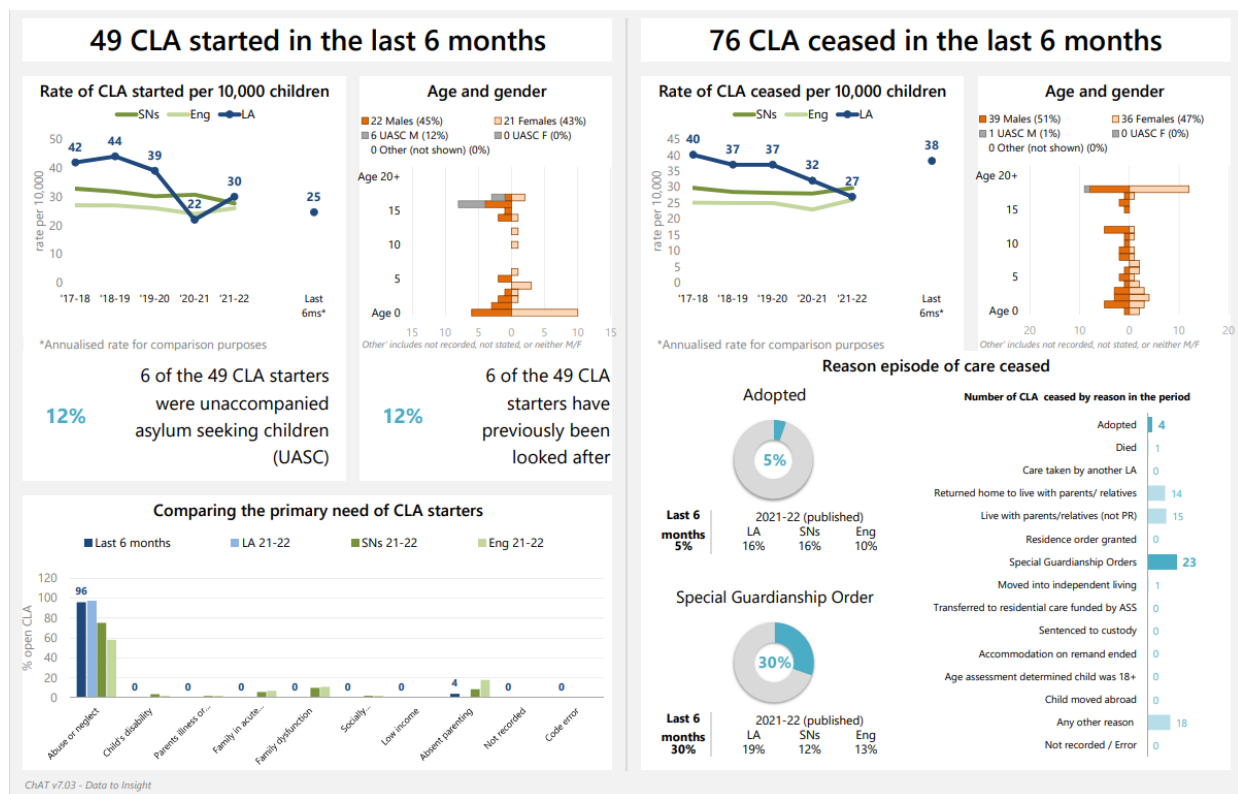 49 CLA started in the last 6 months
76 CLA ceased in the last 6 months
Rate of CLA started per 10,000 children
SNs Eng LA
rate per 10,000
50
40
30
20
10
0
42
44
39
22
30
25
'17-18 '18-19 '19-20 '20-21 '21-22 Last
6ms*
*Annualised rate for comparison purposes
Age and gender
22 Males (45%) 21 Females (43%)
6 UASC M (12%) 0 UASC F (0%)
0 Other (not shown) (0%)
Age 20+
15
10
5
Age 0
15 10 5 0 5 10 15
Other' includes not recorded, not stated, or neither M/F
12%
6 of the 49 CLA starters
were unaccompanied
asylum seeking children
(UASC)
12%
6 of the 49 CLA
starters have
previously been
looked after
Comparing the primary need of CLA starters
Last 6 months LA 21-22 SNs 21-22 Eng 21-22
% open CLA
120
100
80
60
40
20
0
96 0 0 0 0 0 0 4 0 0
Abuse or neglect
Child's disability
Parents illness or...
Family in acute...
Family dysfunction
Socially...
Low income
Absent parenting
Not recorded
Code error
Rate of CLA ceased per 10,000 children
SNs Eng LA
rate per 10,000
45
40
35
30
25
20
15
10
5
0
40
37
37
32
27
38
'17-18 '18-19 '19-20 '20-21 '21-22 Last
6ms*
*Annualised rate for comparison purposes
Age and gender
39 Males (51%) 36 Females (47%)
1 UASC M (1%) 0 UASC F (0%)
0 Other (not shown) (0%)
Age 20+
15
10
5
Age 0
20 10 0 10 20
Other' includes not recorded, not stated, or neither M/F
Reason episode of care ceased
Adopted
5%
Last 6
months
5%
2021-22 (published)
LA SNs Eng
16% 16% 10%
Special Guardianship Order
30%
Last 6
months
30%
2021-22 (published)
LA SNs Eng
19% 12% 13%
Number of CLA ceased by reason in the period
Adopted 4
Died 1
Care taken by another LA 0
Returned home to live with parents/ relatives 14
Live with parents/relatives (not PR) 15
Residence order granted 0
Special Guardianship Orders 23
Moved into independent living 1
Transferred to residential care funded by ASS 0
Sentenced to custody 0
Accommodation on remand ended 0
Age assessment determined child was 18+ 0
Child moved abroad 0
Any other reason 18
Not recorded / Error 0
ChAT v7.03 - Data to Insight